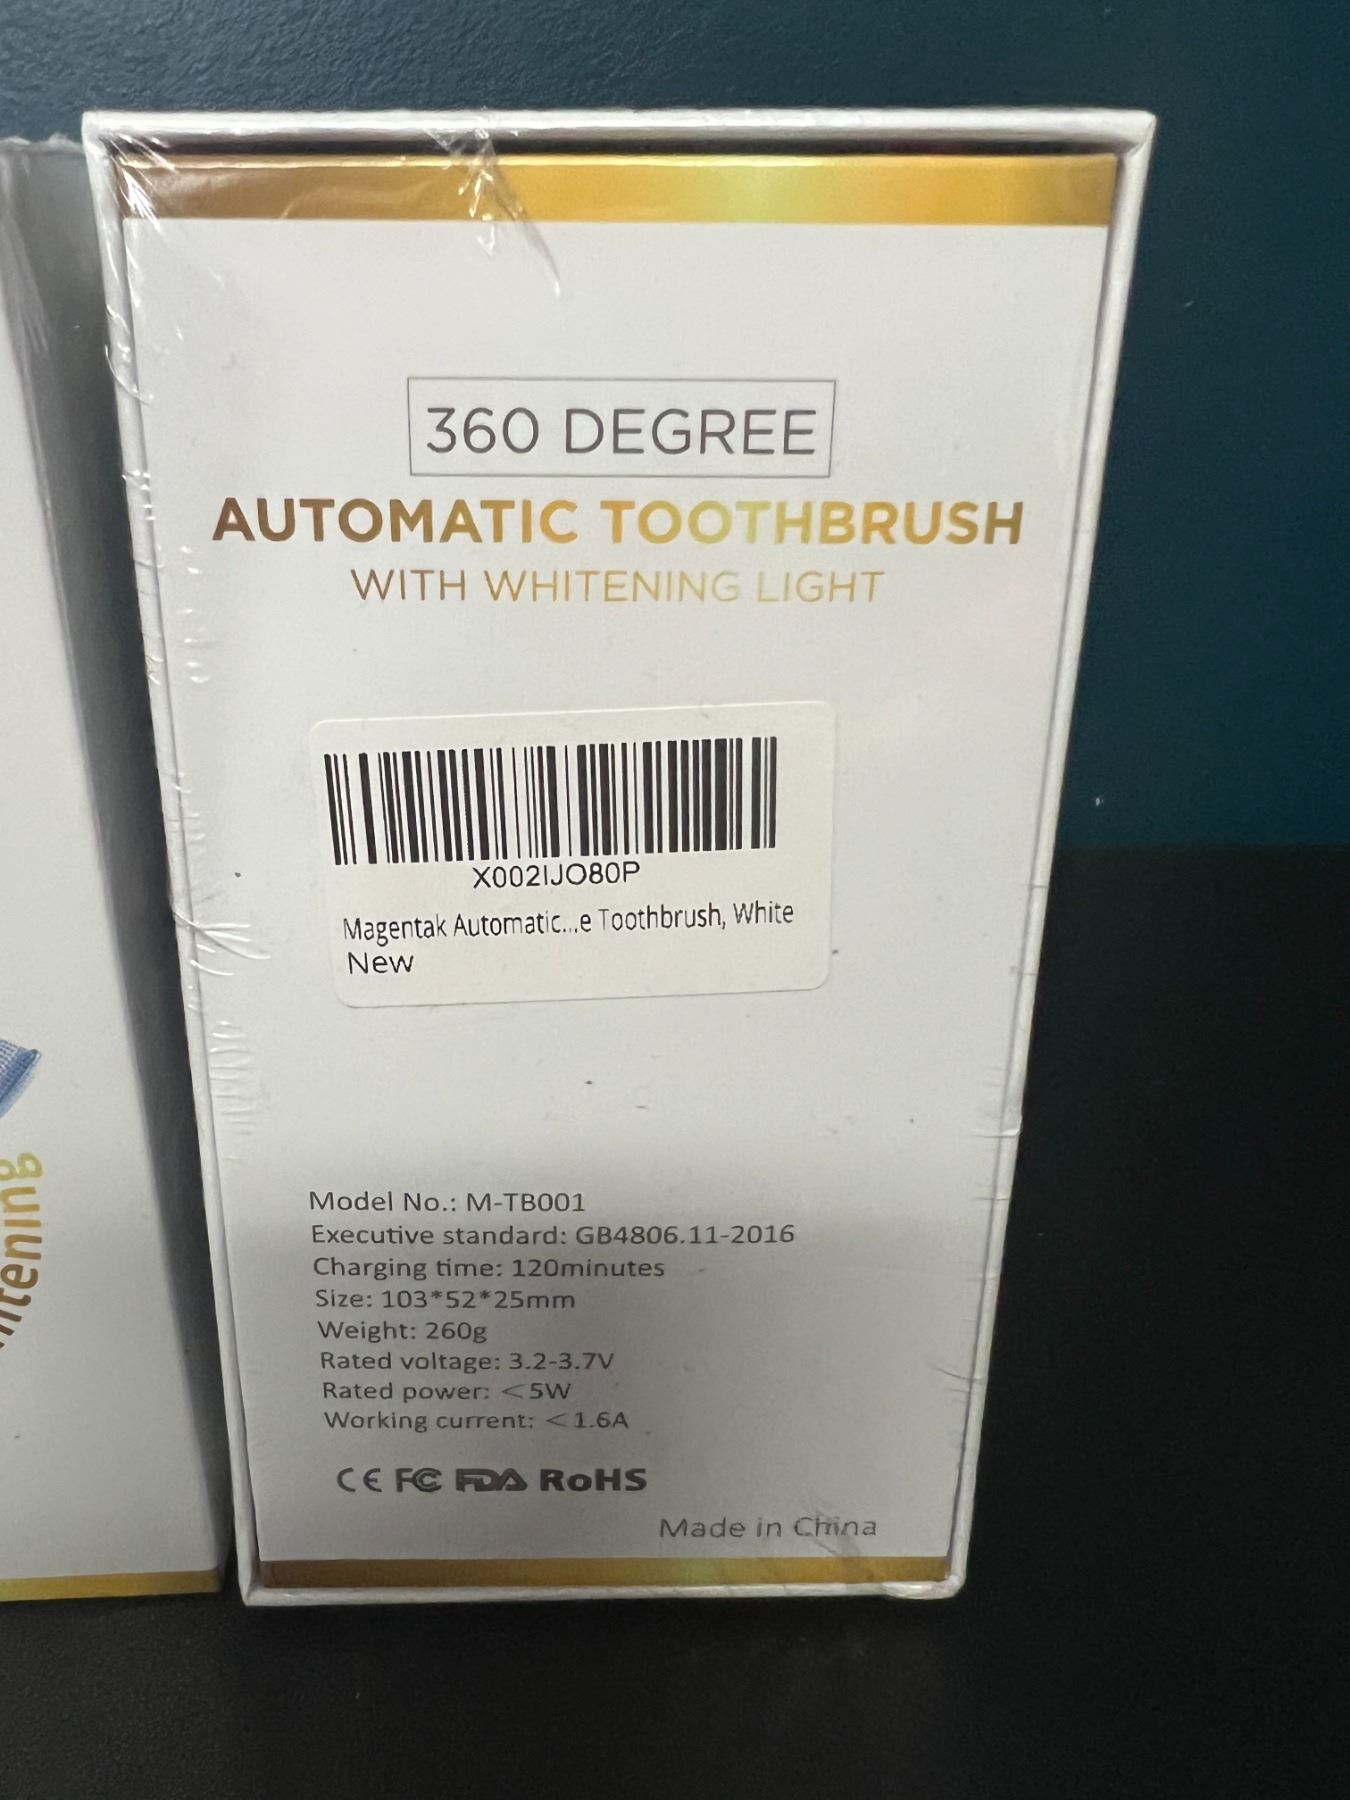 360 DEGREE
AUTOMATIC TOOTHBRUSH
WITH WHITENING LIGHT
X002IJO80P
Magentak Automatic...e Toothbrush, White
New
Model No.: M-TB001
Executive standard: GB4806.11-2016
Charging time: 120minutes
Size: 103*52*25mm
Weight: 260g
Rated voltage: 3.2-3.7V
Rated power: <5W
Working current: <1.6A
CE FC FDA RoHS
Made in China